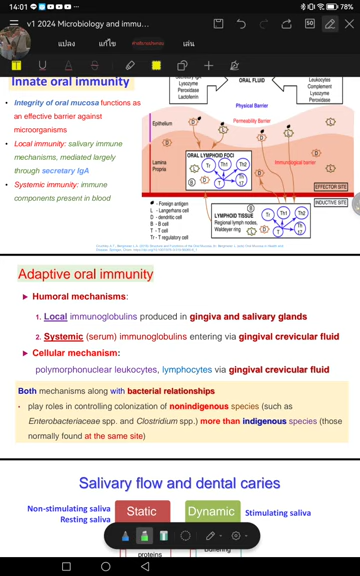 14:01
v1 2024 Microbiology and immu...
แปลง
แก้ไข
เล่น
Innate oral immunity
• Integrity of oral mucosa functions as
an effective barrier against
microorganisms
• Local immunity: salivary immune
mechanisms, mediated largely
through secretory IgA
• Systemic immunity: immune
components present in blood
Lysozyme
Peroxidase
Lactoferrin
ORAL FLUID
Leukocytes
Complement
Lysozyme
Peroxidase
Physical Barrier
Permeability Barrier
Epithelium
Lamina
Propria
ORAL LYMPHOID FOCI
Immunological barrier
EFFECTOR SITE
INDUCTIVE SITE
- Foreign antigen
L - Langerhans cell
D - dendritic cell
B - B cell
T - T cell
Tr - T regulatory cell
LYMPHOID TISSUE
Regional lymph nodes,
Waldeyer ring
Adaptive oral immunity
▶ Humoral mechanisms:
1. Local immunoglobulins produced in gingiva and salivary glands
2. Systemic (serum) immunoglobulins entering via gingival crevicular fluid
▶ Cellular mechanism:
polymorphonuclear leukocytes, lymphocytes via gingival crevicular fluid
Both mechanisms along with bacterial relationships
• play roles in controlling colonization of nonindigenous species (such as
Enterobacteriaceae spp. and Clostridium spp.) more than indigenous species (those
normally found at the same site)
Salivary flow and dental caries
Non-stimulating saliva
Resting saliva
Static
Dynamic
Stimulating saliva
proteins
Buffering